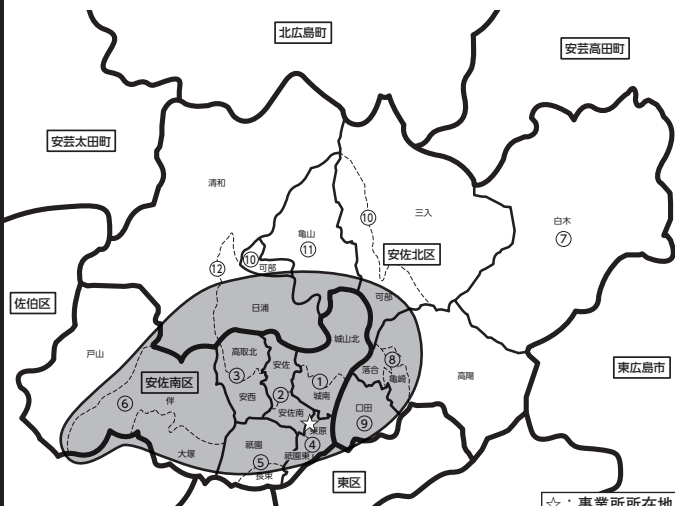 北広島町
安芸高田町
安芸太田町
清和
三入
白木
⑦
⑩
亀山
⑪
安佐北区
⑩
可部
⑫
可部
佐伯区
日浦
城山北
戸山
高取北
安佐
落合
⑧
高陽
東広島市
安佐南区
③
①
亀崎
⑥
伴
安西
②
城南
口田
安佐南
⑨
☆
東原
④
大塚
祇園
祇園東
⑤
長束
東区
☆：事業所所在地